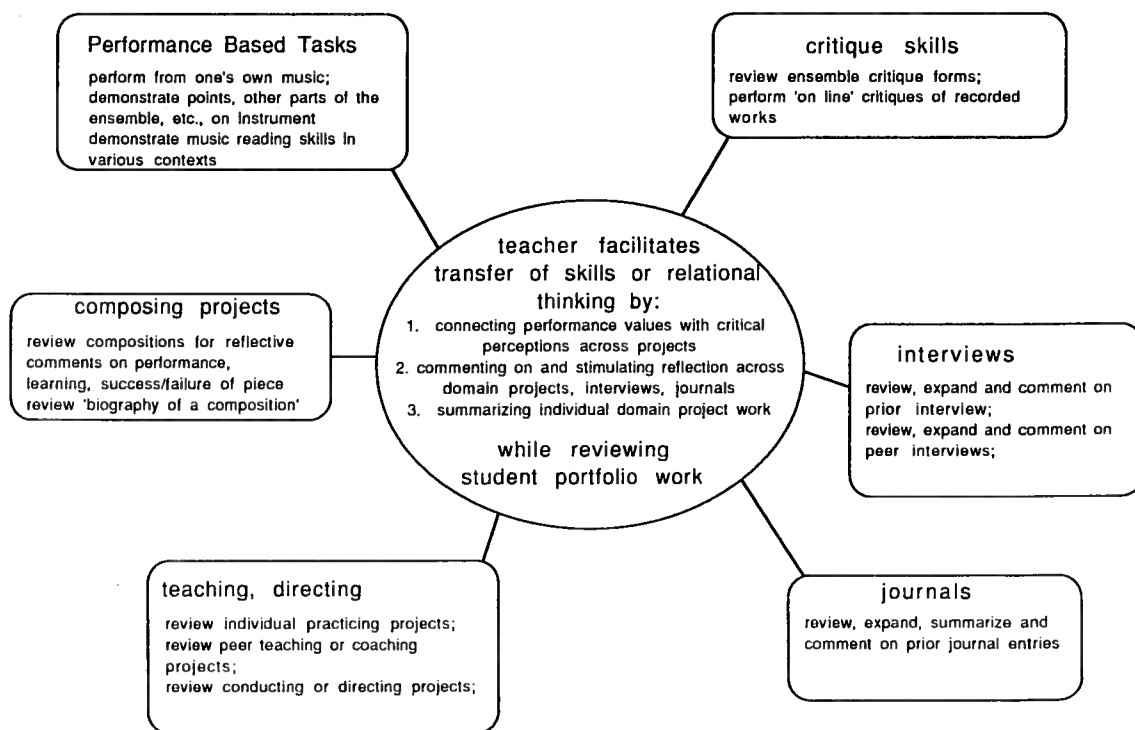 Performance Based Tasks
perform from one's own music;
demonstrate points, other parts of the
ensemble, etc., on instrument
demonstrate music reading skills in
various contexts
critique skills
review ensemble critique forms;
perform 'on line' critiques of recorded
works
teacher facilitates
transfer of skills or relational
thinking by:
1. connecting performance values with critical
perceptions across projects
2. commenting on and stimulating reflection across
domain projects, interviews, journals
3. summarizing individual domain project work
while reviewing
student portfolio work
composing projects
review compositions for reflective
comments on performance,
learning, success/failure of piece
review 'biography of a composition'
interviews
review, expand and comment on
prior interview;
review, expand and comment on
peer interviews;
teaching, directing
review individual practicing projects;
review peer teaching or coaching
projects;
review conducting or directing projects;
journals
review, expand, summarize and
comment on prior journal entries